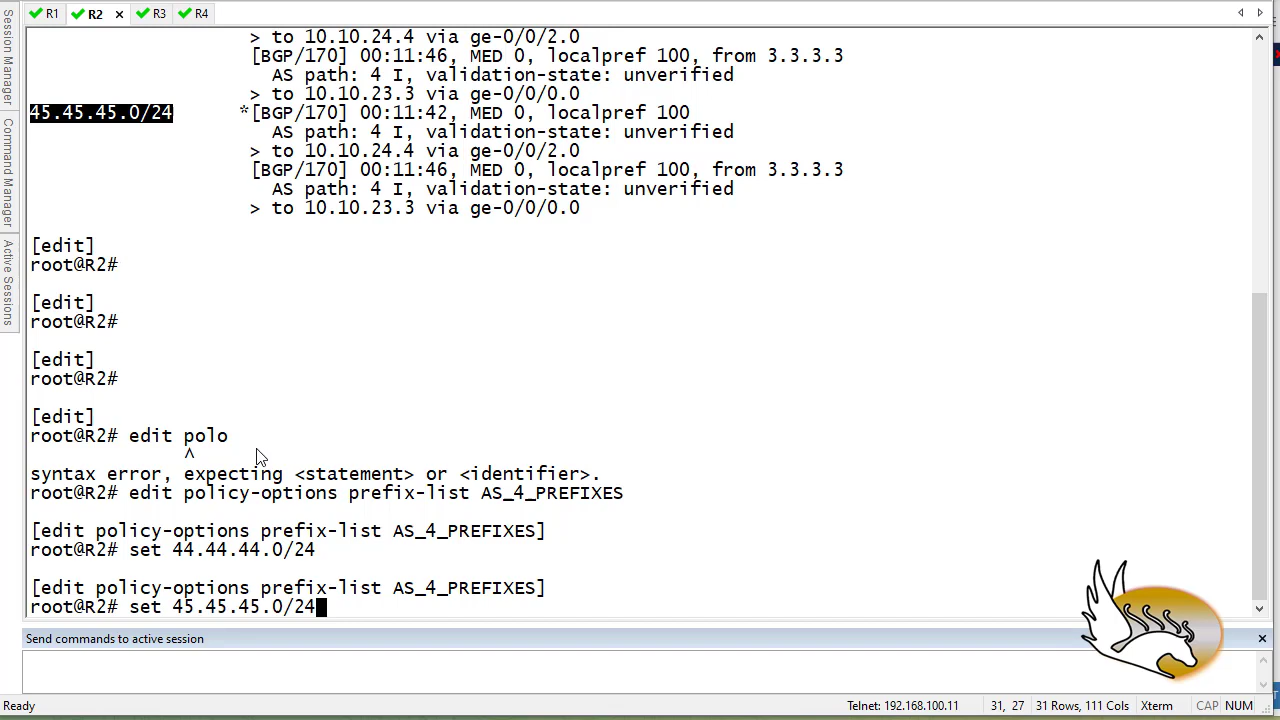 R1 R2 × R3 R4
Session Manager
Command Manager
Active Sessions
> to 10.10.24.4 via ge-0/0/2.0
[BGP/170] 00:11:46, MED 0, localpref 100, from 3.3.3.3
AS path: 4 I, validation-state: unverified
> to 10.10.23.3 via ge-0/0/0.0
45.45.45.0/24 *[BGP/170] 00:11:42, MED 0, localpref 100
AS path: 4 I, validation-state: unverified
> to 10.10.24.4 via ge-0/0/2.0
[BGP/170] 00:11:46, MED 0, localpref 100, from 3.3.3.3
AS path: 4 I, validation-state: unverified
> to 10.10.23.3 via ge-0/0/0.0
[edit]
root@R2#
[edit]
root@R2#
[edit]
root@R2#
[edit]
root@R2# edit polo
^
syntax error, expecting <statement> or <identifier>.
root@R2# edit policy-options prefix-list AS_4_PREFIXES
[edit policy-options prefix-list AS_4_PREFIXES]
root@R2# set 44.44.44.0/24
[edit policy-options prefix-list AS_4_PREFIXES]
root@R2# set 45.45.45.0/24
Send commands to active session ×
Ready Telnet: 192.168.100.11 31, 27 31 Rows, 111 Cols Xterm CAP NUM